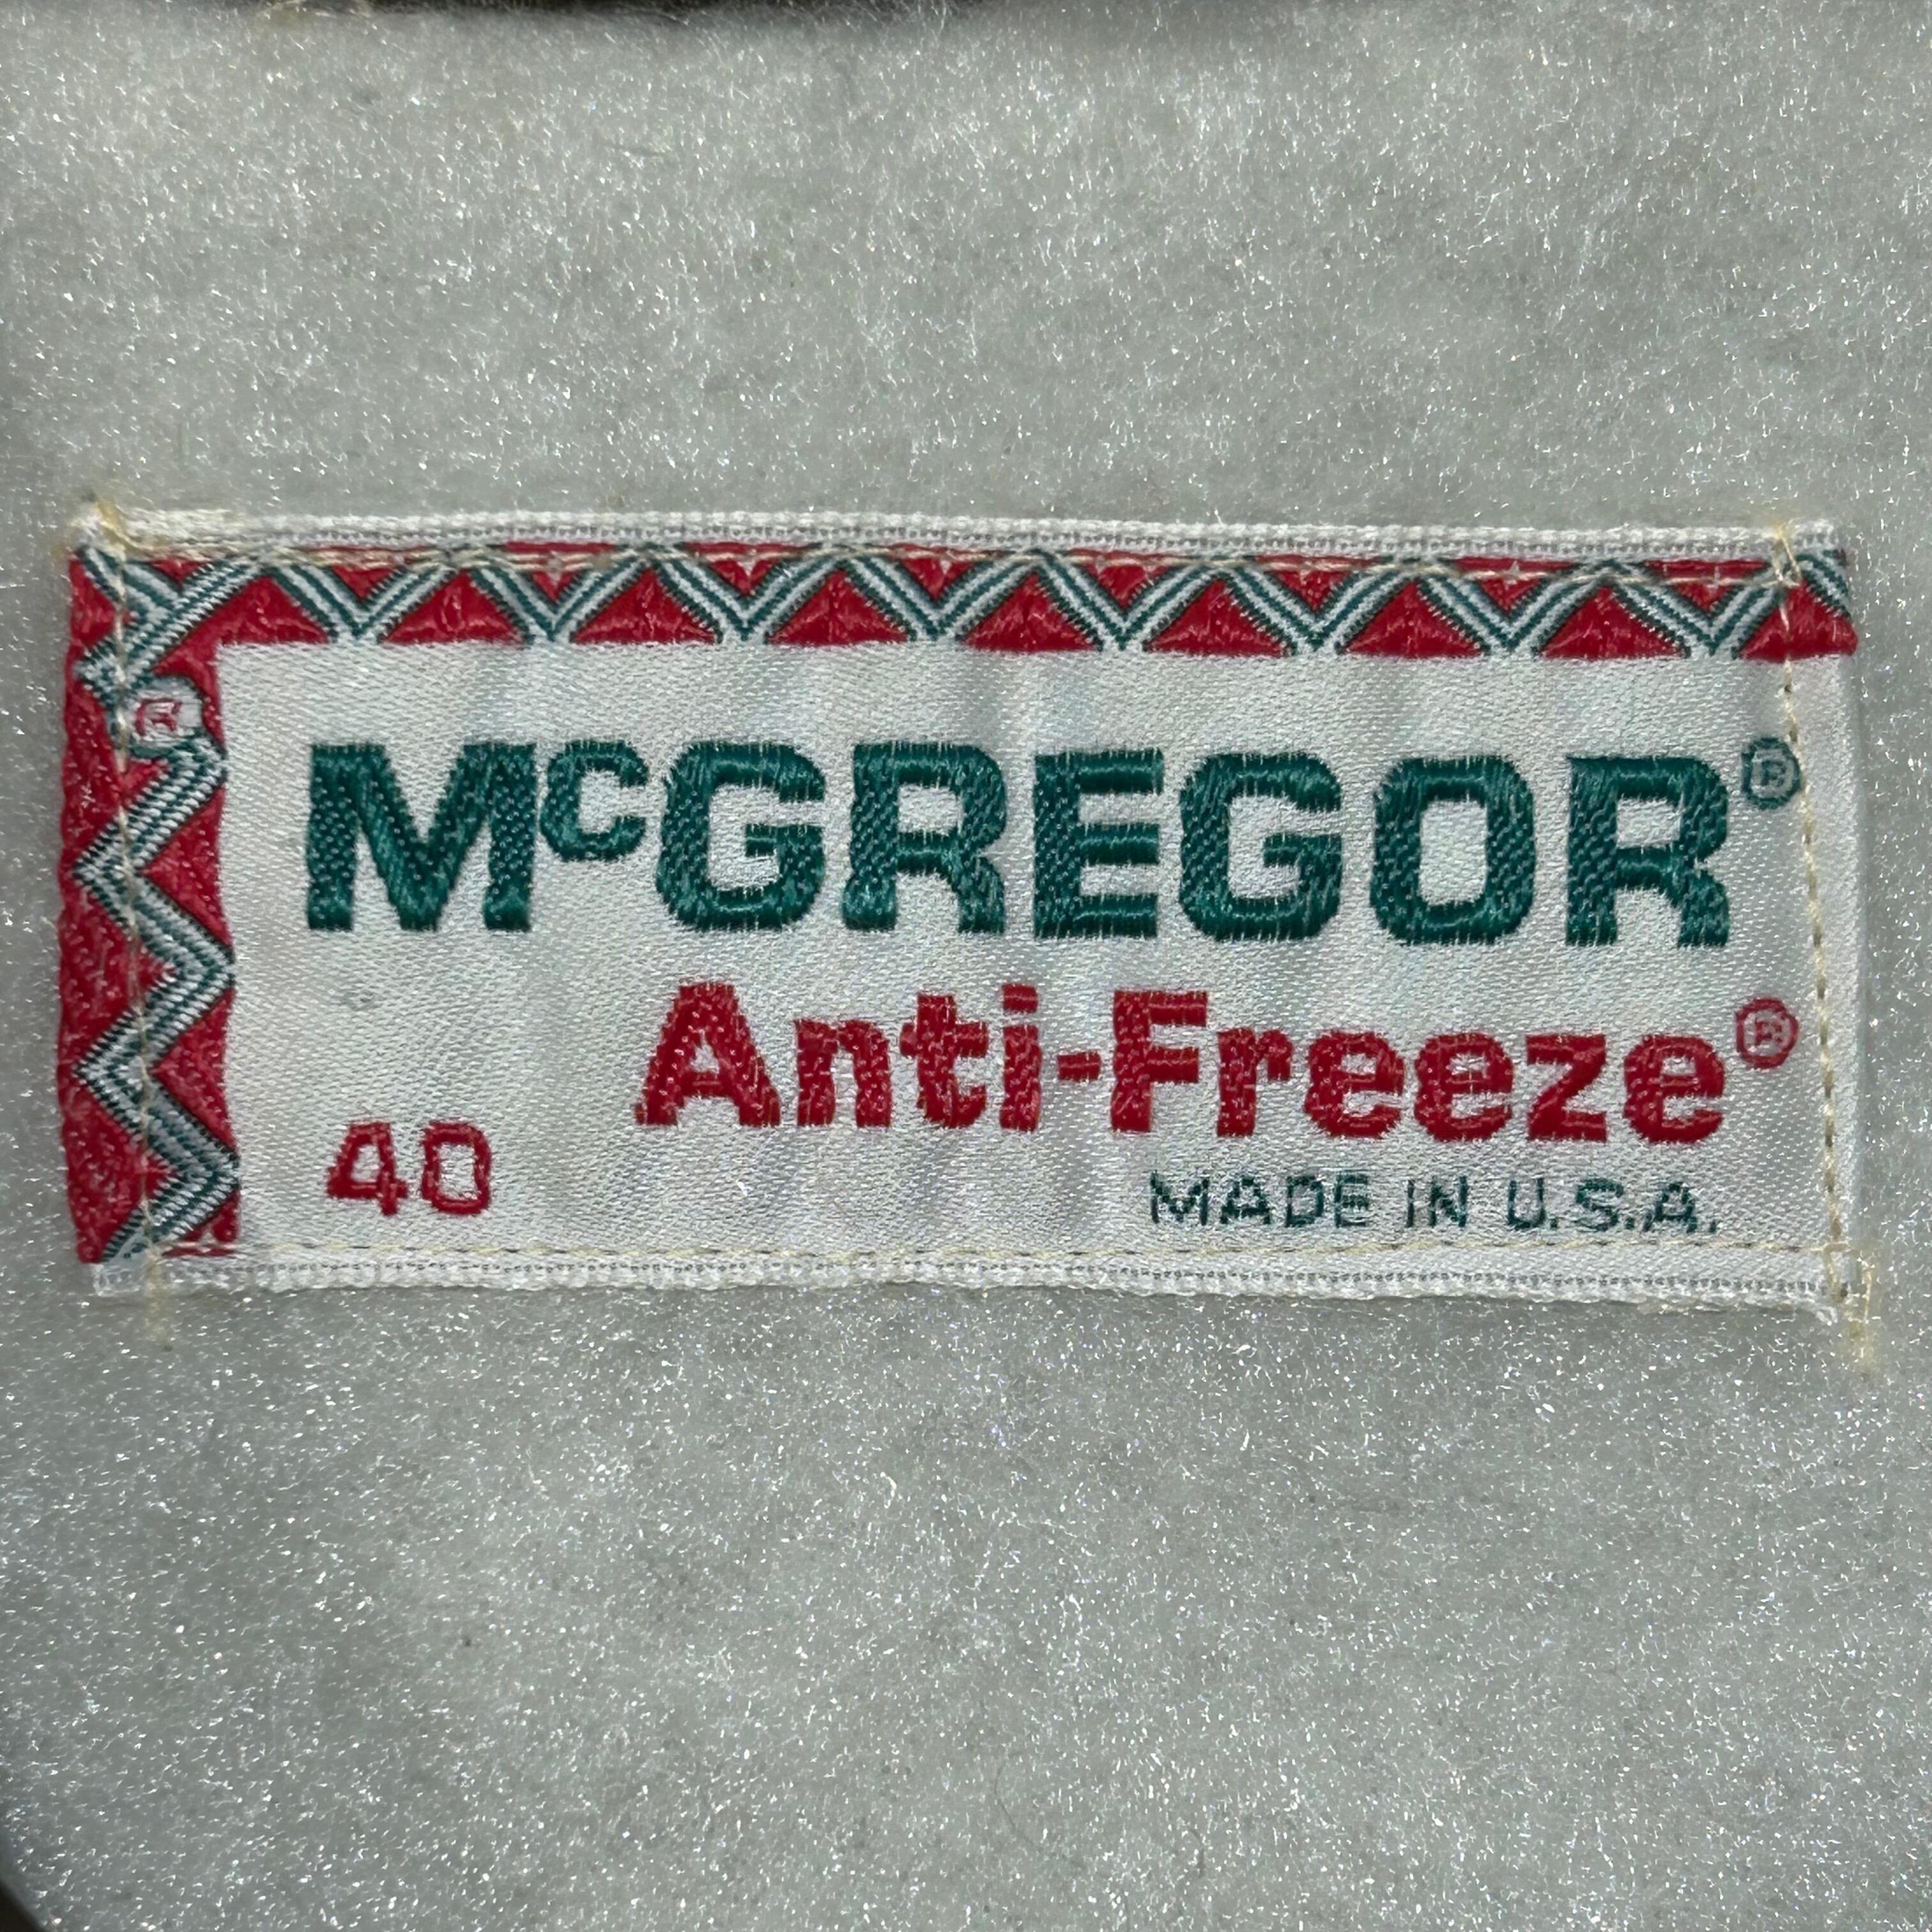 ®
McGREGOR®
Anti-Freeze®
40
MADE IN U.S.A.